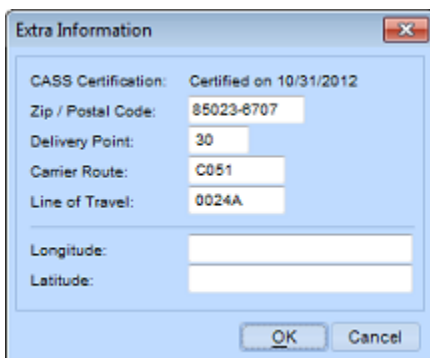 Extra Information
CASS Certification: Certified on 10/31/2012
Zip / Postal Code: 85023-6707
Delivery Point: 30
Carrier Route: C051
Line of Travel: 0024A
Longitude:
Latitude:
OK Cancel